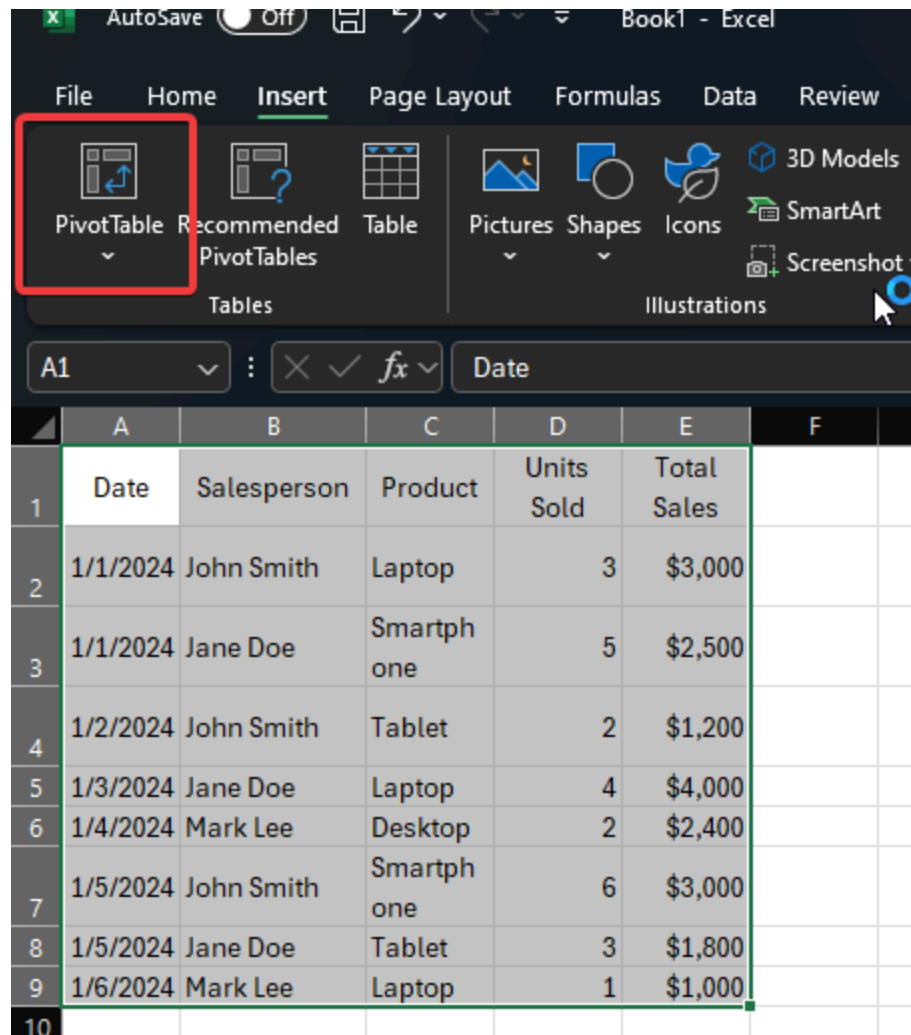 AutoSave Off Book1 - Excel
File Home Insert Page Layout Formulas Data Review
PivotTable
Recommended
PivotTables
Table
Pictures
Shapes
Icons
3D Models
SmartArt
Screenshot
Tables
Illustrations
A1 fx Date
A B C D E F
1 Date Salesperson Product Units
Sold Total
Sales
2 1/1/2024 John Smith Laptop 3 $3,000
3 1/1/2024 Jane Doe Smartph
one 5 $2,500
4 1/2/2024 John Smith Tablet 2 $1,200
5 1/3/2024 Jane Doe Laptop 4 $4,000
6 1/4/2024 Mark Lee Desktop 2 $2,400
7 1/5/2024 John Smith Smartph
one 6 $3,000
8 1/5/2024 Jane Doe Tablet 3 $1,800
9 1/6/2024 Mark Lee Laptop 1 $1,000
10